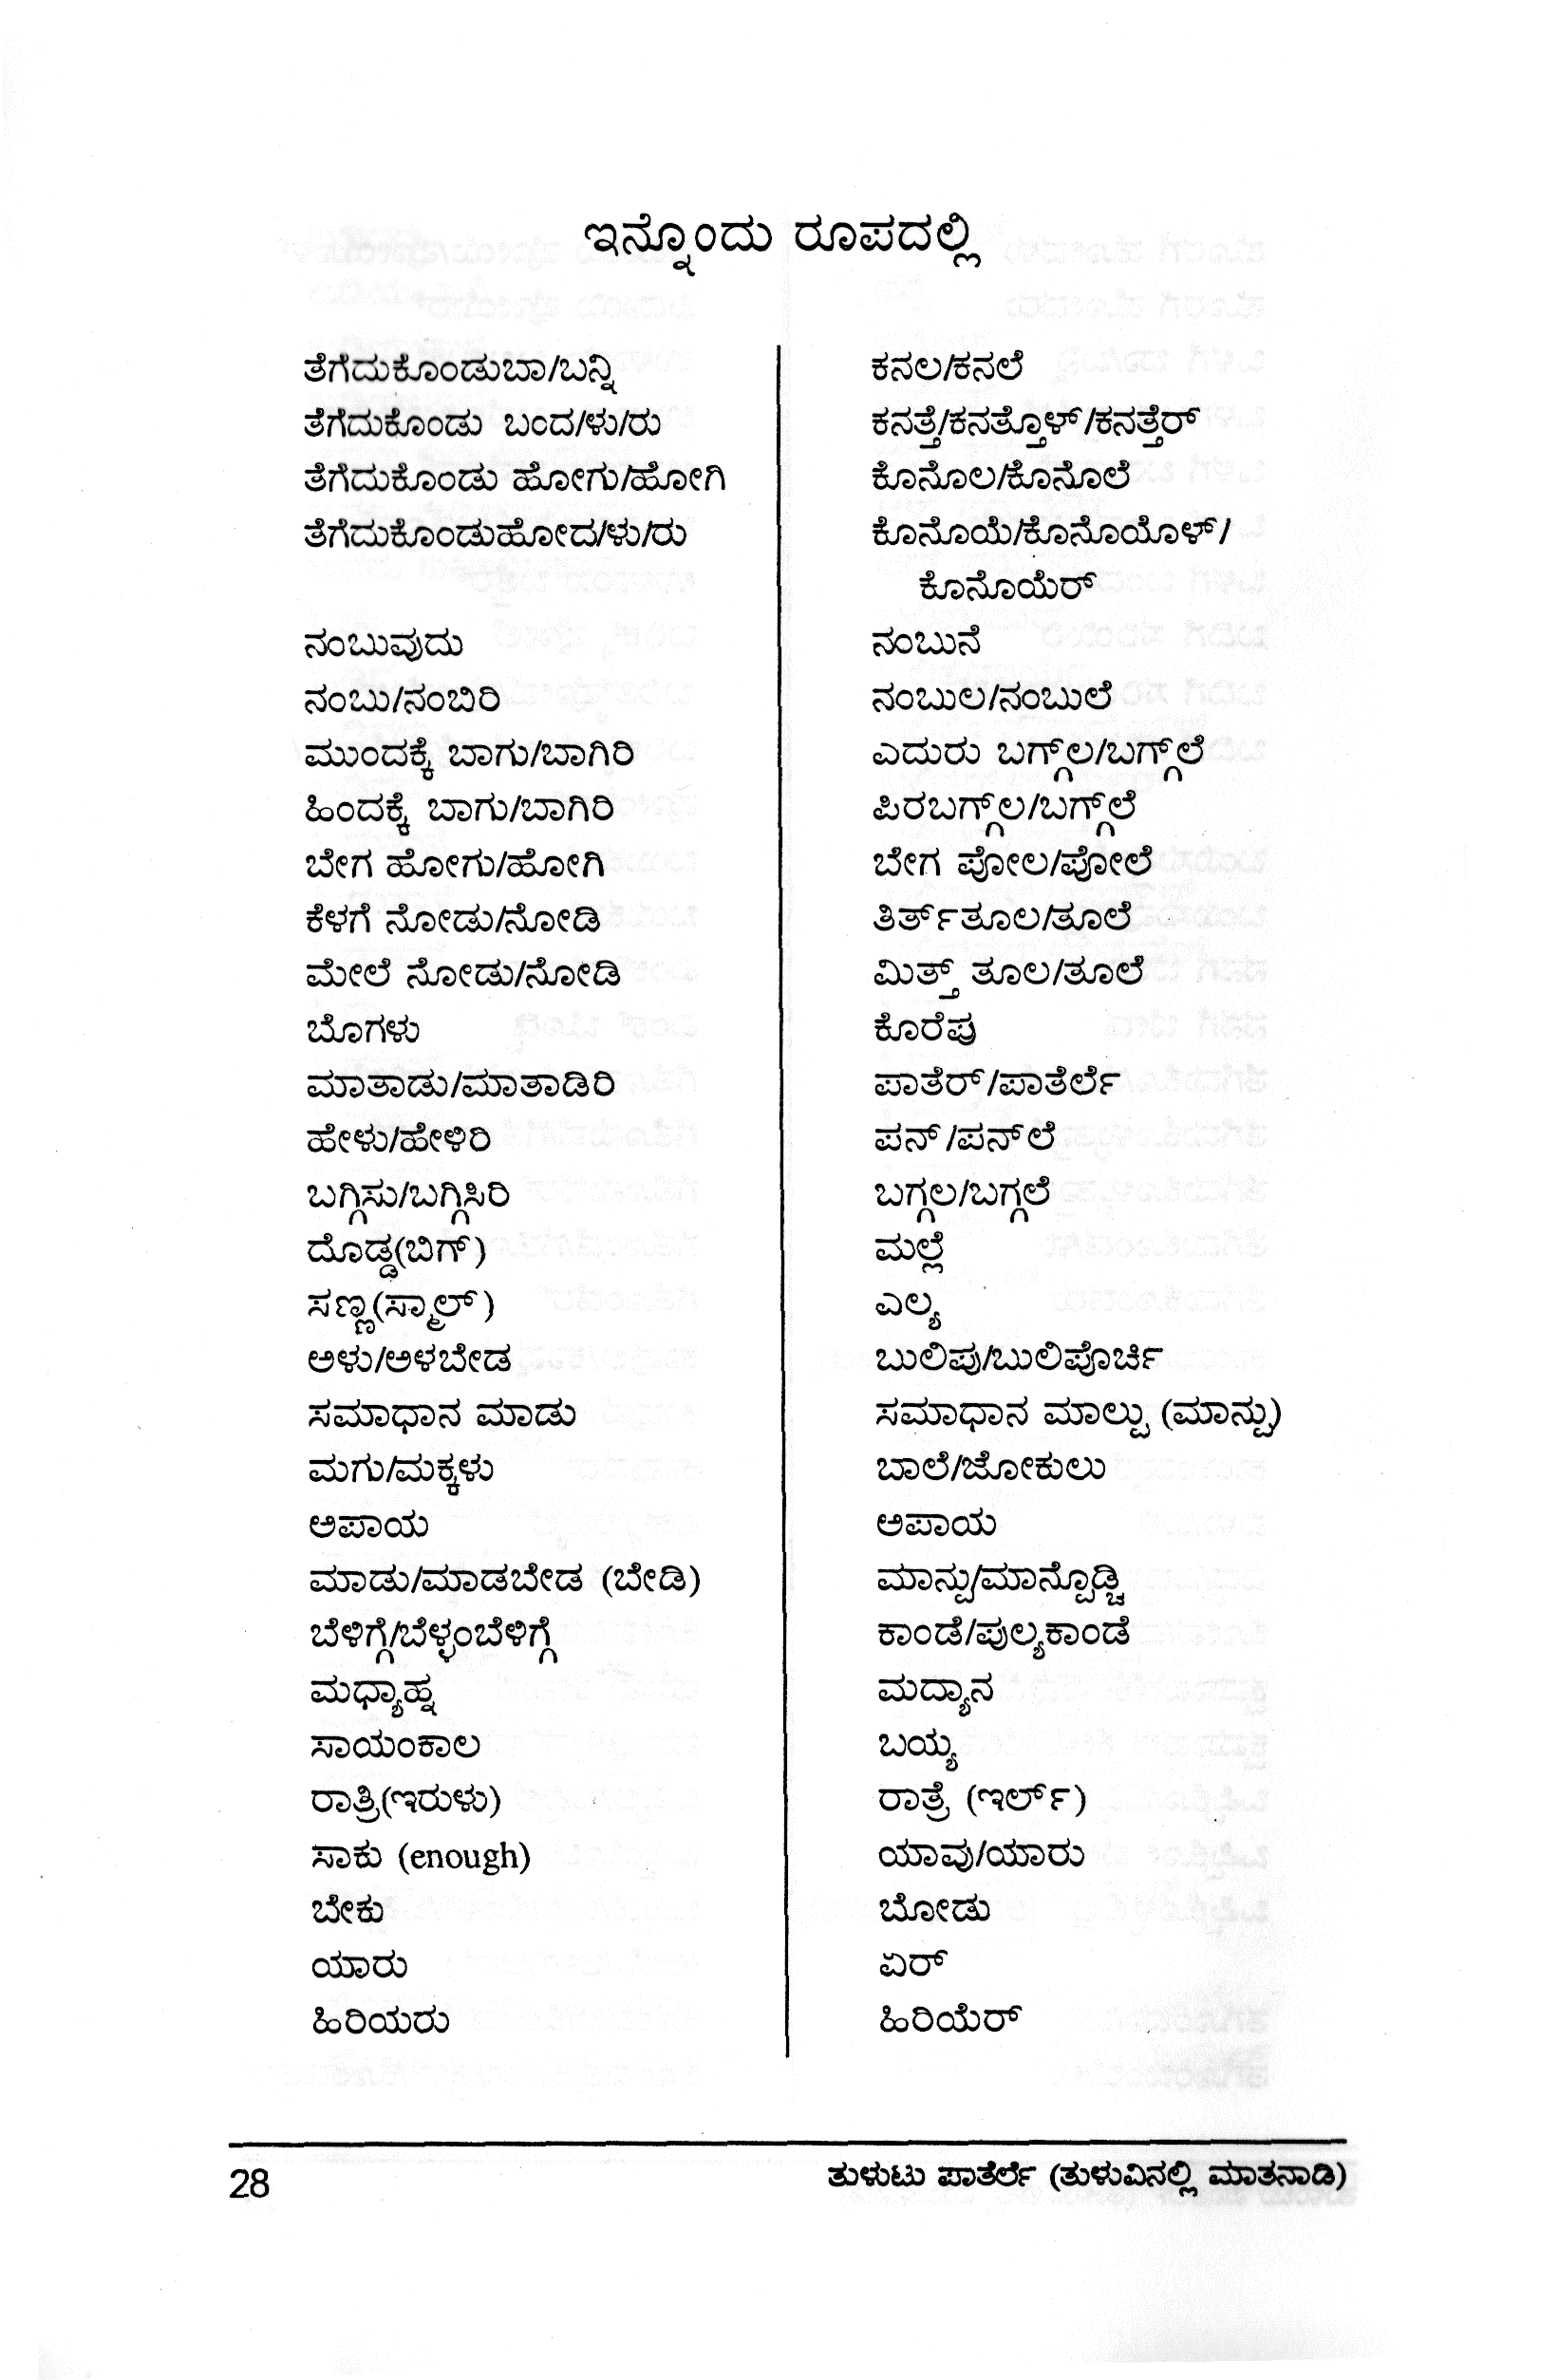 ಇನ್ನೊಂದು ರೂಪದಲ್ಲಿ
ತೆಗೆದುಕೊಂಡುಬಾ/ಬನ್ನಿ ಕನಲ/ಕನಲೆ
ತೆಗೆದುಕೊಂಡು ಬಂದ/ಳು/ರು ಕನತ್ತೆ/ಕನತ್ತೊಳ್/ಕನತ್ತೆರ್
ತೆಗೆದುಕೊಂಡು ಹೋಗು/ಹೋಗಿ ಕೊನೊಲ/ಕೊನೊಲೆ
ತೆಗೆದುಕೊಂಡುಹೋದ/ಳು/ರು ಕೊನೊಯೆ/ಕೊನೊಯೊಳ್/
ಕೊನೊಯೆರ್
ನಂಬುವುದು ನಂಬುನೆ
ನಂಬು/ನಂಬಿರಿ ನಂಬುಲ/ನಂಬುಲೆ
ಮುಂದಕ್ಕೆ ಬಾಗು/ಬಾಗಿರಿ ಎದುರು ಬಗ್ಗ್‌ಲ/ಬಗ್ಗ್‌ಲೆ
ಹಿಂದಕ್ಕೆ ಬಾಗು/ಬಾಗಿರಿ ಪಿರಬಗ್ಗ್‌ಲ/ಬಗ್ಗ್‌ಲೆ
ಬೇಗ ಹೋಗು/ಹೋಗಿ ಬೇಗ ಪೋಲ/ಪೋಲೆ
ಕೆಳಗೆ ನೋಡು/ನೋಡಿ ತಿರ್ತ್‌ತೂಲ/ತೂಲೆ
ಮೇಲೆ ನೋಡು/ನೋಡಿ ಮಿತ್ತ್ ತೂಲ/ತೂಲೆ
ಬೊಗಳು ಕೊರೆಪು
ಮಾತಾಡು/ಮಾತಾಡಿರಿ ಪಾತೆರ್/ಪಾತೆರ್ಲೆ
ಹೇಳು/ಹೇಳಿರಿ ಪನ್/ಪನ್‌ಲೆ
ಬಗ್ಗಿಸು/ಬಗ್ಗಿಸಿರಿ ಬಗ್ಗಲ/ಬಗ್ಗಲೆ
ದೊಡ್ಡ(ಬಿಗ್) ಮಲ್ಲೆ
ಸಣ್ಣ(ಸ್ಮಾಲ್) ಎಲ್ಯ
ಅಳು/ಅಳಬೇಡ ಬುಲಿಪು/ಬುಲಿಪೊರ್ಚಿ
ಸಮಾಧಾನ ಮಾಡು ಸಮಾಧಾನ ಮಾಲ್ಪು (ಮಾನ್ಪು)
ಮಗು/ಮಕ್ಕಳು ಬಾಲೆ/ಜೋಕುಲು
ಅಪಾಯ ಅಪಾಯ
ಮಾಡು/ಮಾಡಬೇಡ (ಬೇಡಿ) ಮಾನ್ಪು/ಮಾನ್ಪೊಡ್ಚಿ
ಬೆಳಿಗ್ಗೆ/ಬೆಳ್ಳಂಬೆಳಿಗ್ಗೆ ಕಾಂಡೆ/ಪುಲ್ಯಕಾಂಡೆ
ಮಧ್ಯಾಹ್ನ ಮದ್ಯಾನ
ಸಾಯಂಕಾಲ ಬಯ್ಯ
ರಾತ್ರಿ(ಇರುಳು) ರಾತ್ರೆ (ಇರ್ಲ್)
ಸಾಕು (enough) ಯಾವು/ಯಾರು
ಬೇಕು ಬೋಡು
ಯಾರು ಏರ್
ಹಿರಿಯರು ಹಿರಿಯೆರ್
28 ತುಳುಟು ಪಾತೆರ್ಲೆ (ತುಳುವಿನಲ್ಲಿ ಮಾತನಾಡಿ)